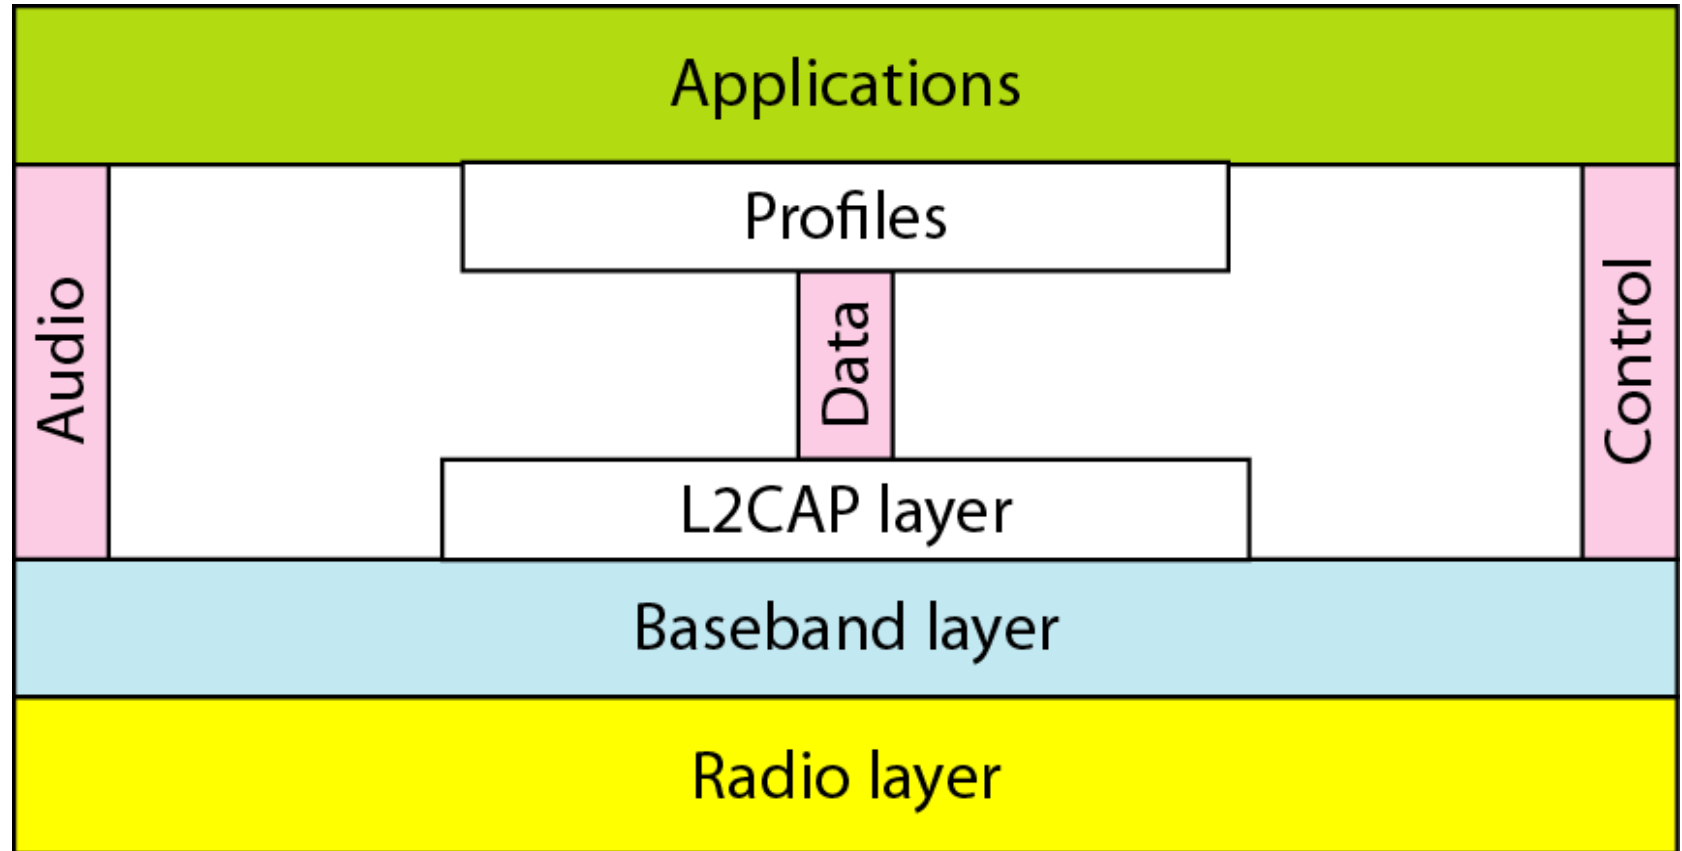 Applications
Profiles
Audio
Data
Control
L2CAP layer
Baseband layer
Radio layer